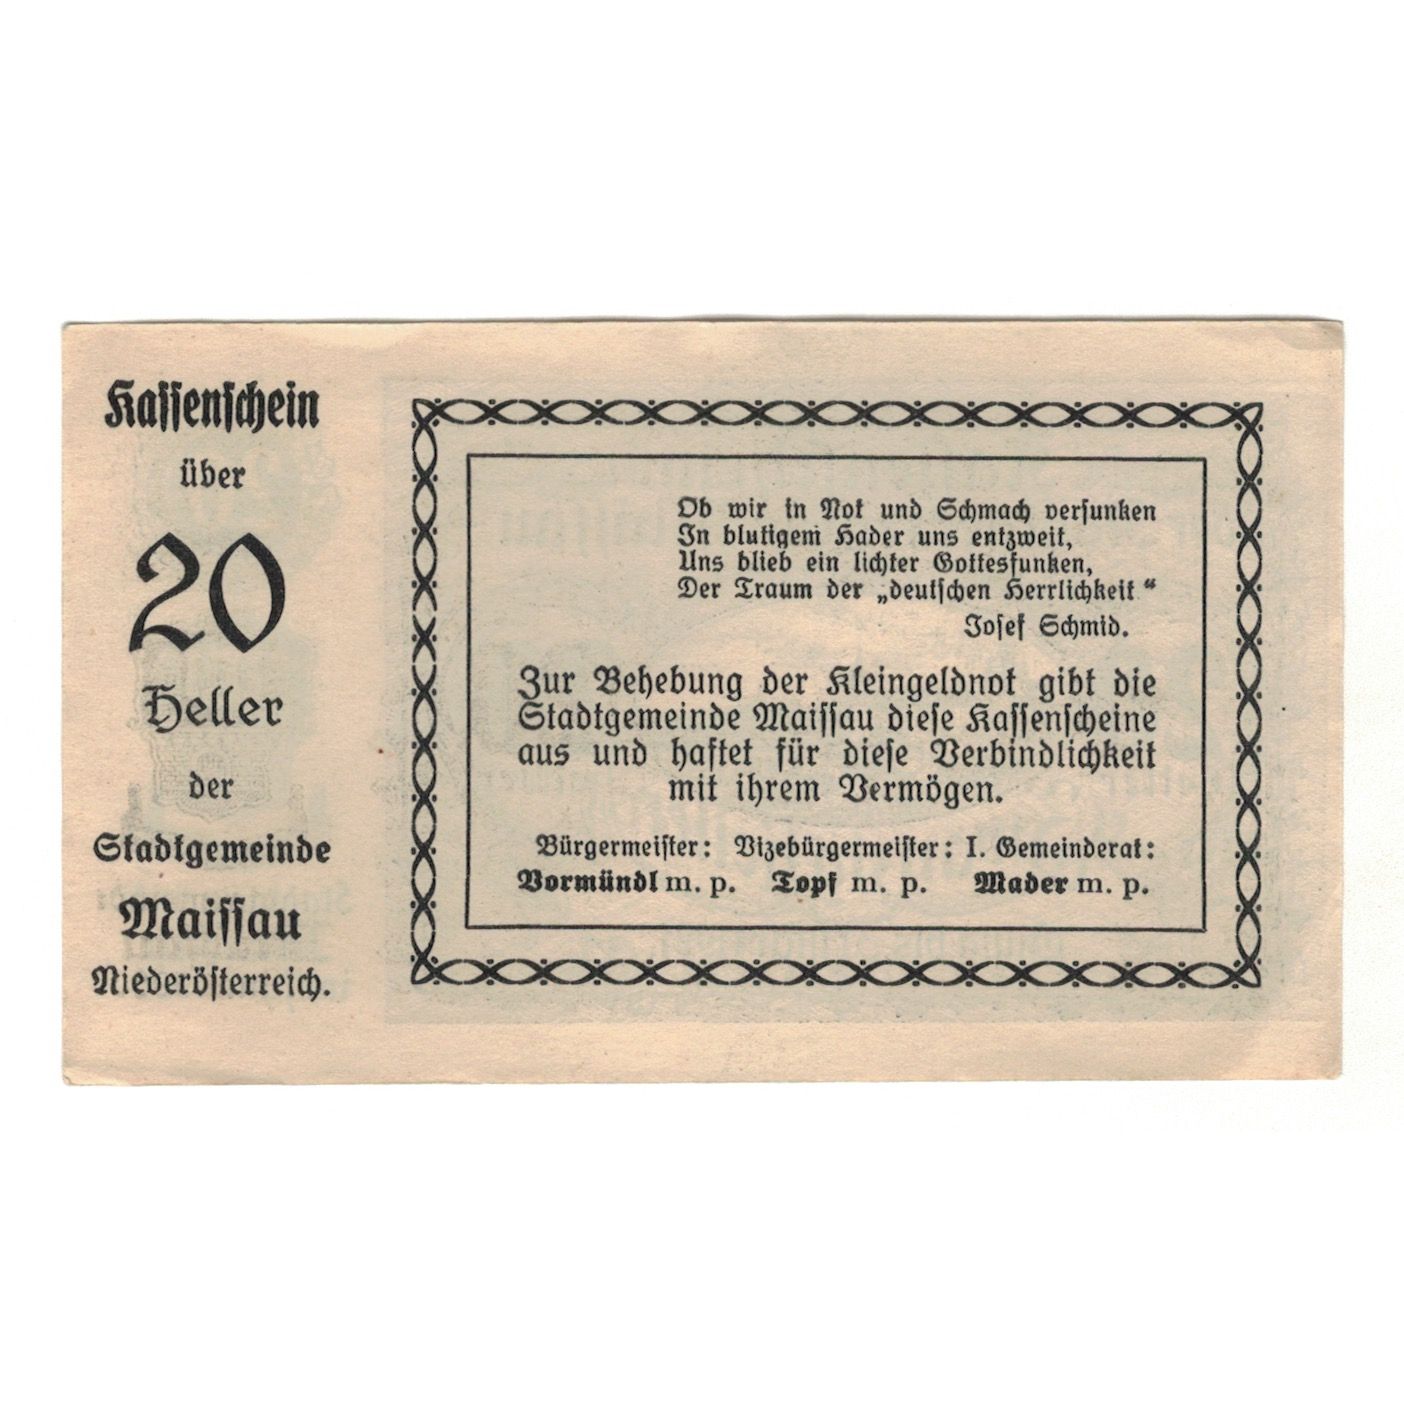 Kassenschein
über
20
Heller
der
Stadtgemeinde
Maissau
Niederösterreich.
Ob wir in Not und Schmach versunken
In blutigem Hader uns entzweit,
Uns blieb ein lichter Gottesfunken,
Der Traum der „deutschen Herrlichkeit“
Josef Schmid.
Zur Behebung der Kleingeldnot gibt die
Stadtgemeinde Maissau diese Kassenscheine
aus und haftet für diese Verbindlichkeit
mit ihrem Vermögen.
Bürgermeister: Vizebürgermeister: I. Gemeinderat:
Vormündl m. p. Topf m. p. Mader m. p.